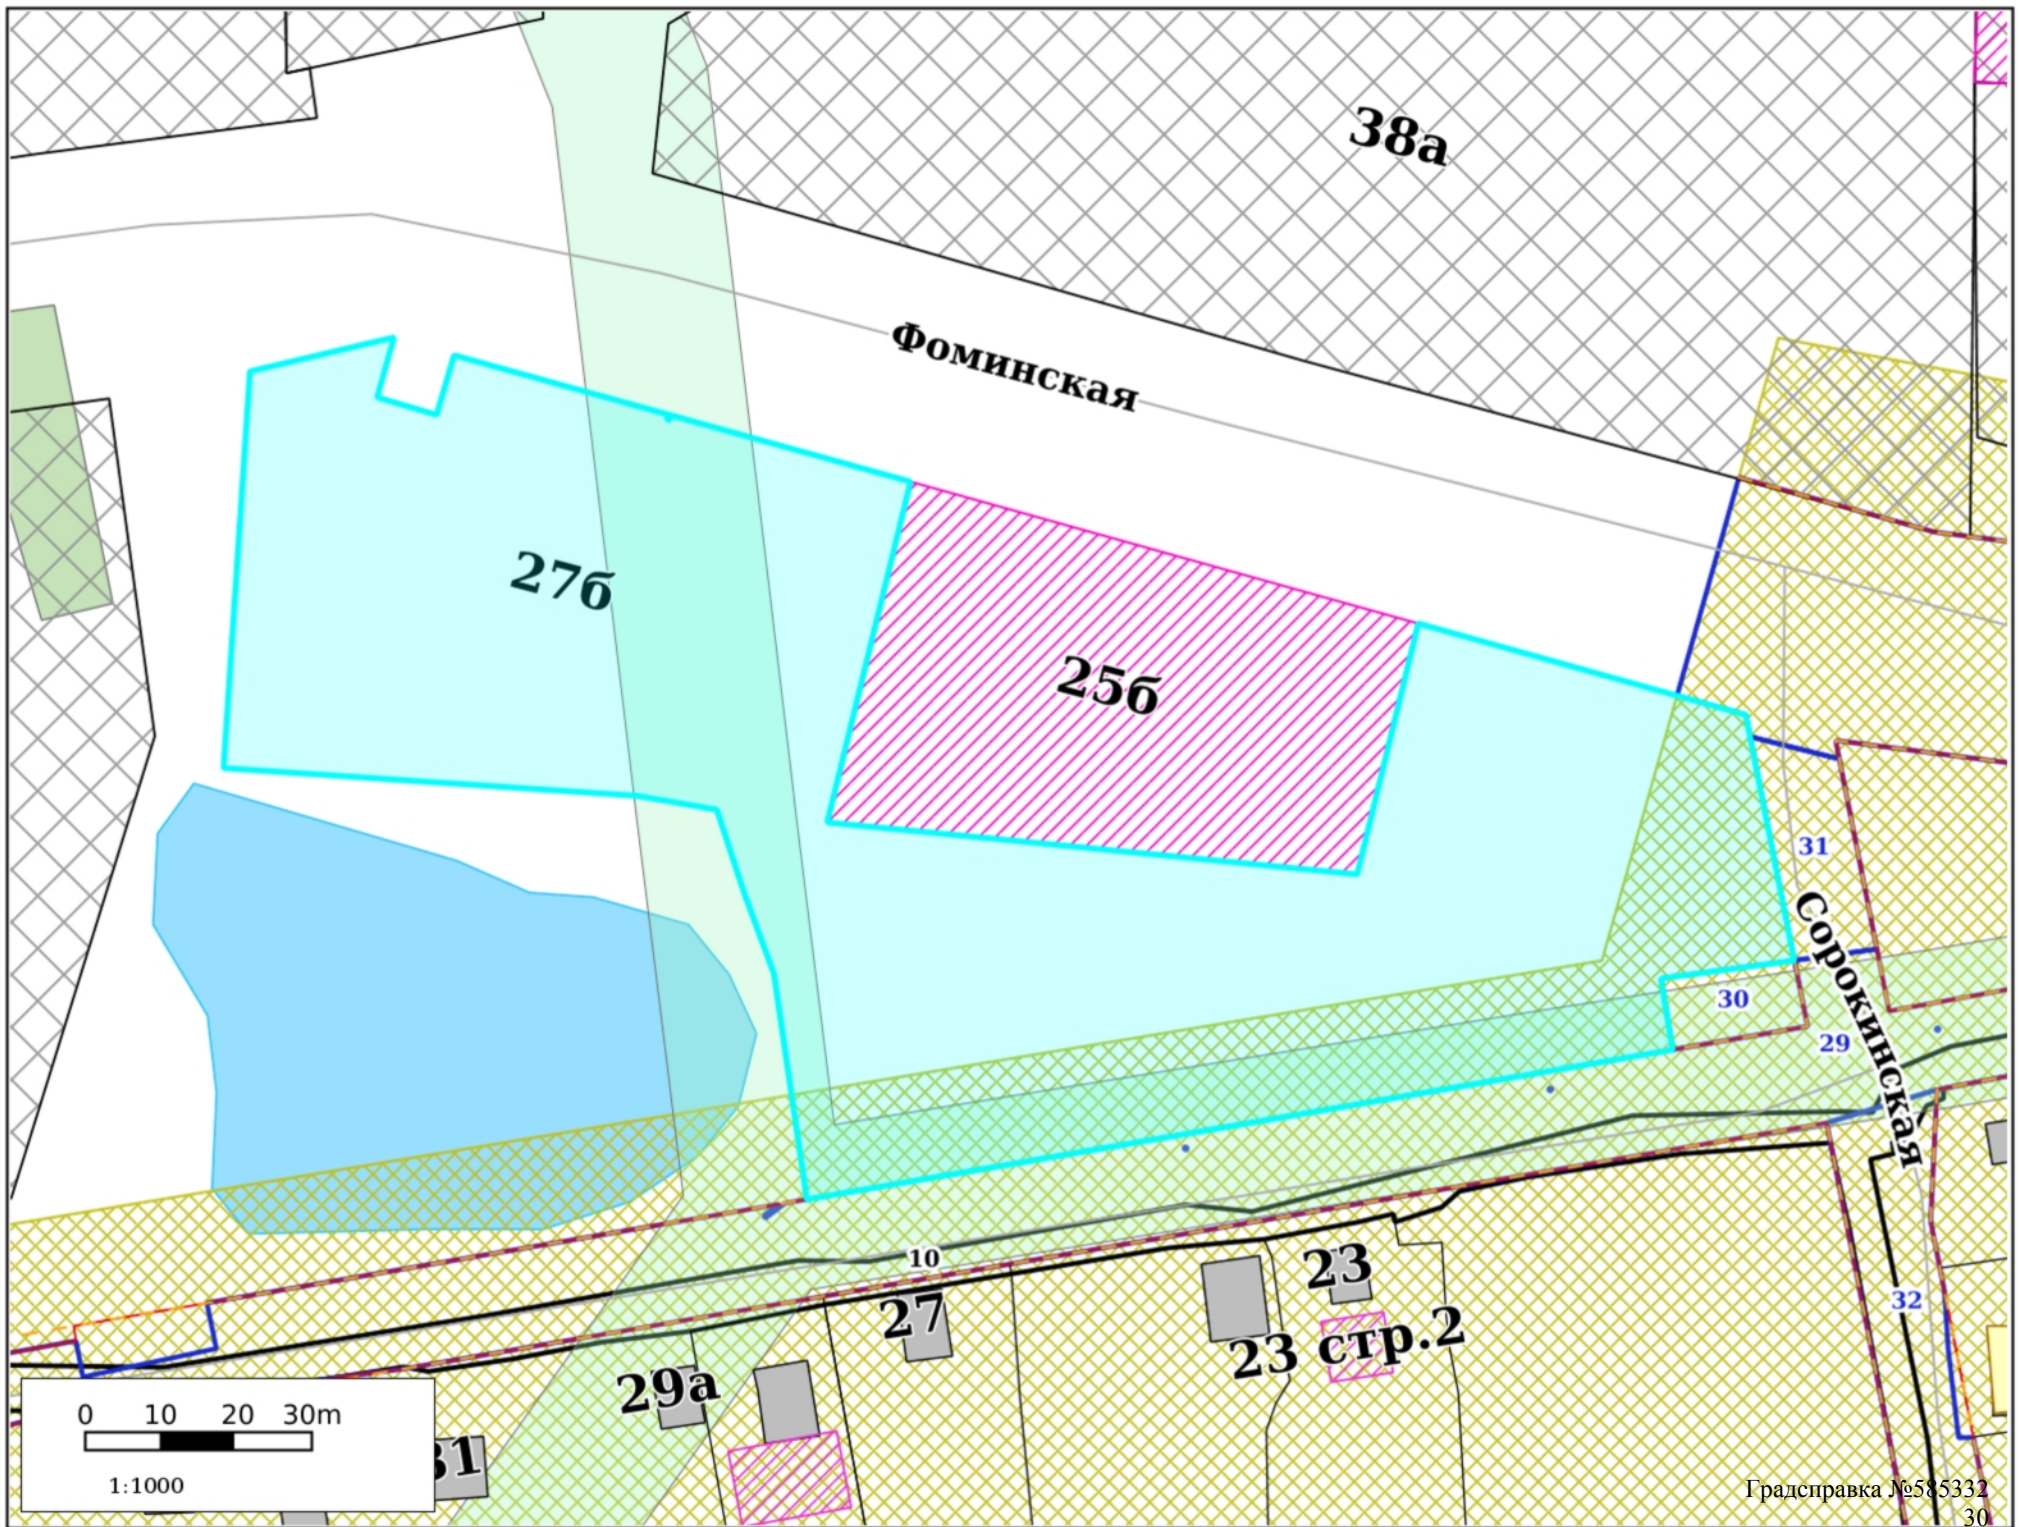 38а
Фоминская
27б
25б
31
30
29
Сорокинская
10
23
27
23 стр.2
32
29а
31
0 10 20 30m
1:1000
Градсправка №585332
30